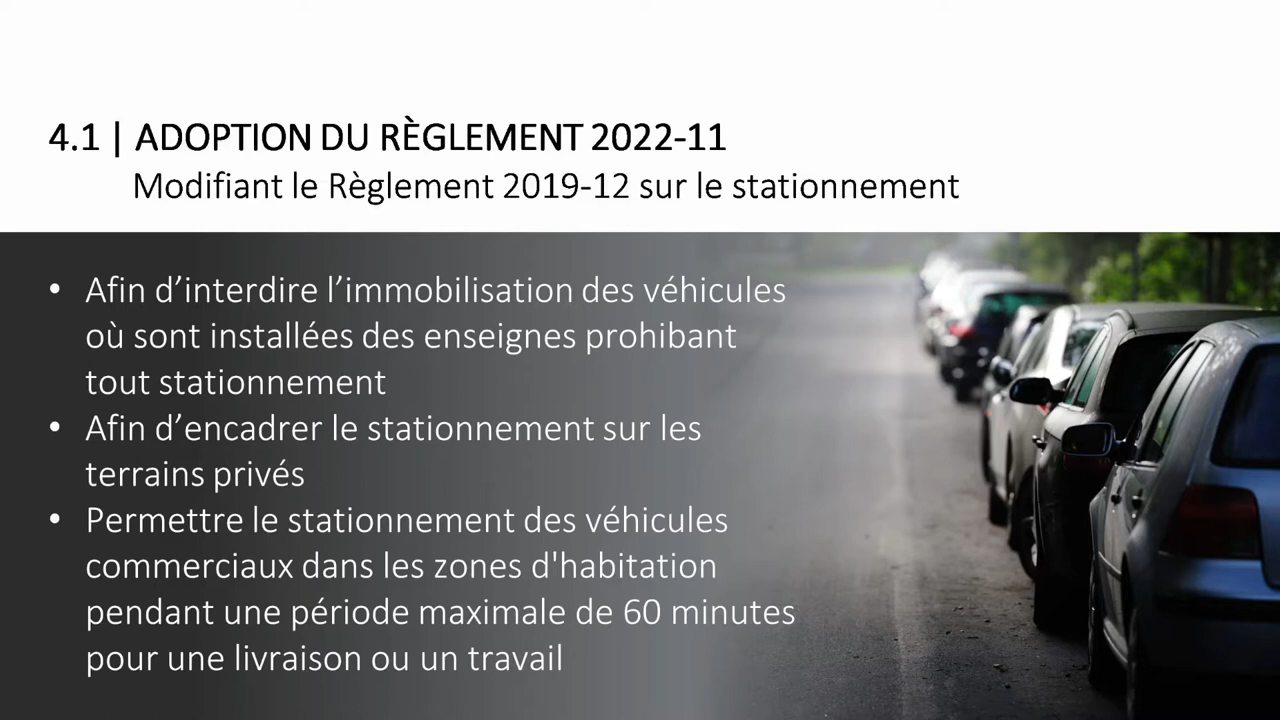 4.1 | ADOPTION DU RÈGLEMENT 2022-11
Modifiant le Règlement 2019-12 sur le stationnement
• Afin d’interdire l’immobilisation des véhicules
où sont installées des enseignes prohibant
tout stationnement
• Afin d’encadrer le stationnement sur les
terrains privés
• Permettre le stationnement des véhicules
commerciaux dans les zones d'habitation
pendant une période maximale de 60 minutes
pour une livraison ou un travail